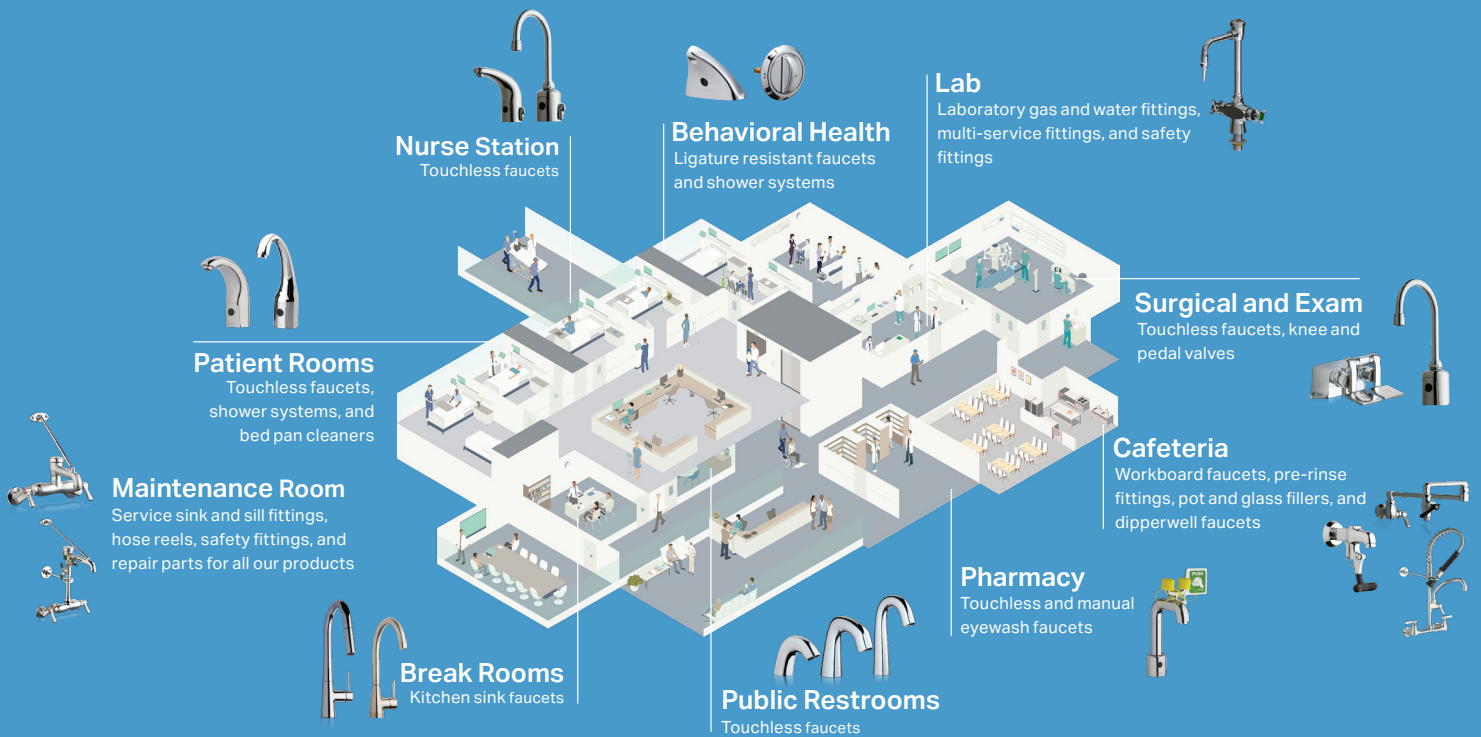 Nurse Station
Touchless faucets
Behavioral Health
Ligature resistant faucets
and shower systems
Lab
Laboratory gas and water fittings,
multi-service fittings, and safety
fittings
Surgical and Exam
Touchless faucets, knee and
pedal valves
Patient Rooms
Touchless faucets,
shower systems, and
bed pan cleaners
Cafeteria
Workboard faucets, pre-rinse
fittings, pot and glass fillers, and
dipperwell faucets
Maintenance Room
Service sink and sill fittings,
hose reels, safety fittings, and
repair parts for all our products
Pharmacy
Touchless and manual
eyewash faucets
PUSH
Break Rooms
Kitchen sink faucets
Public Restrooms
Touchless faucets